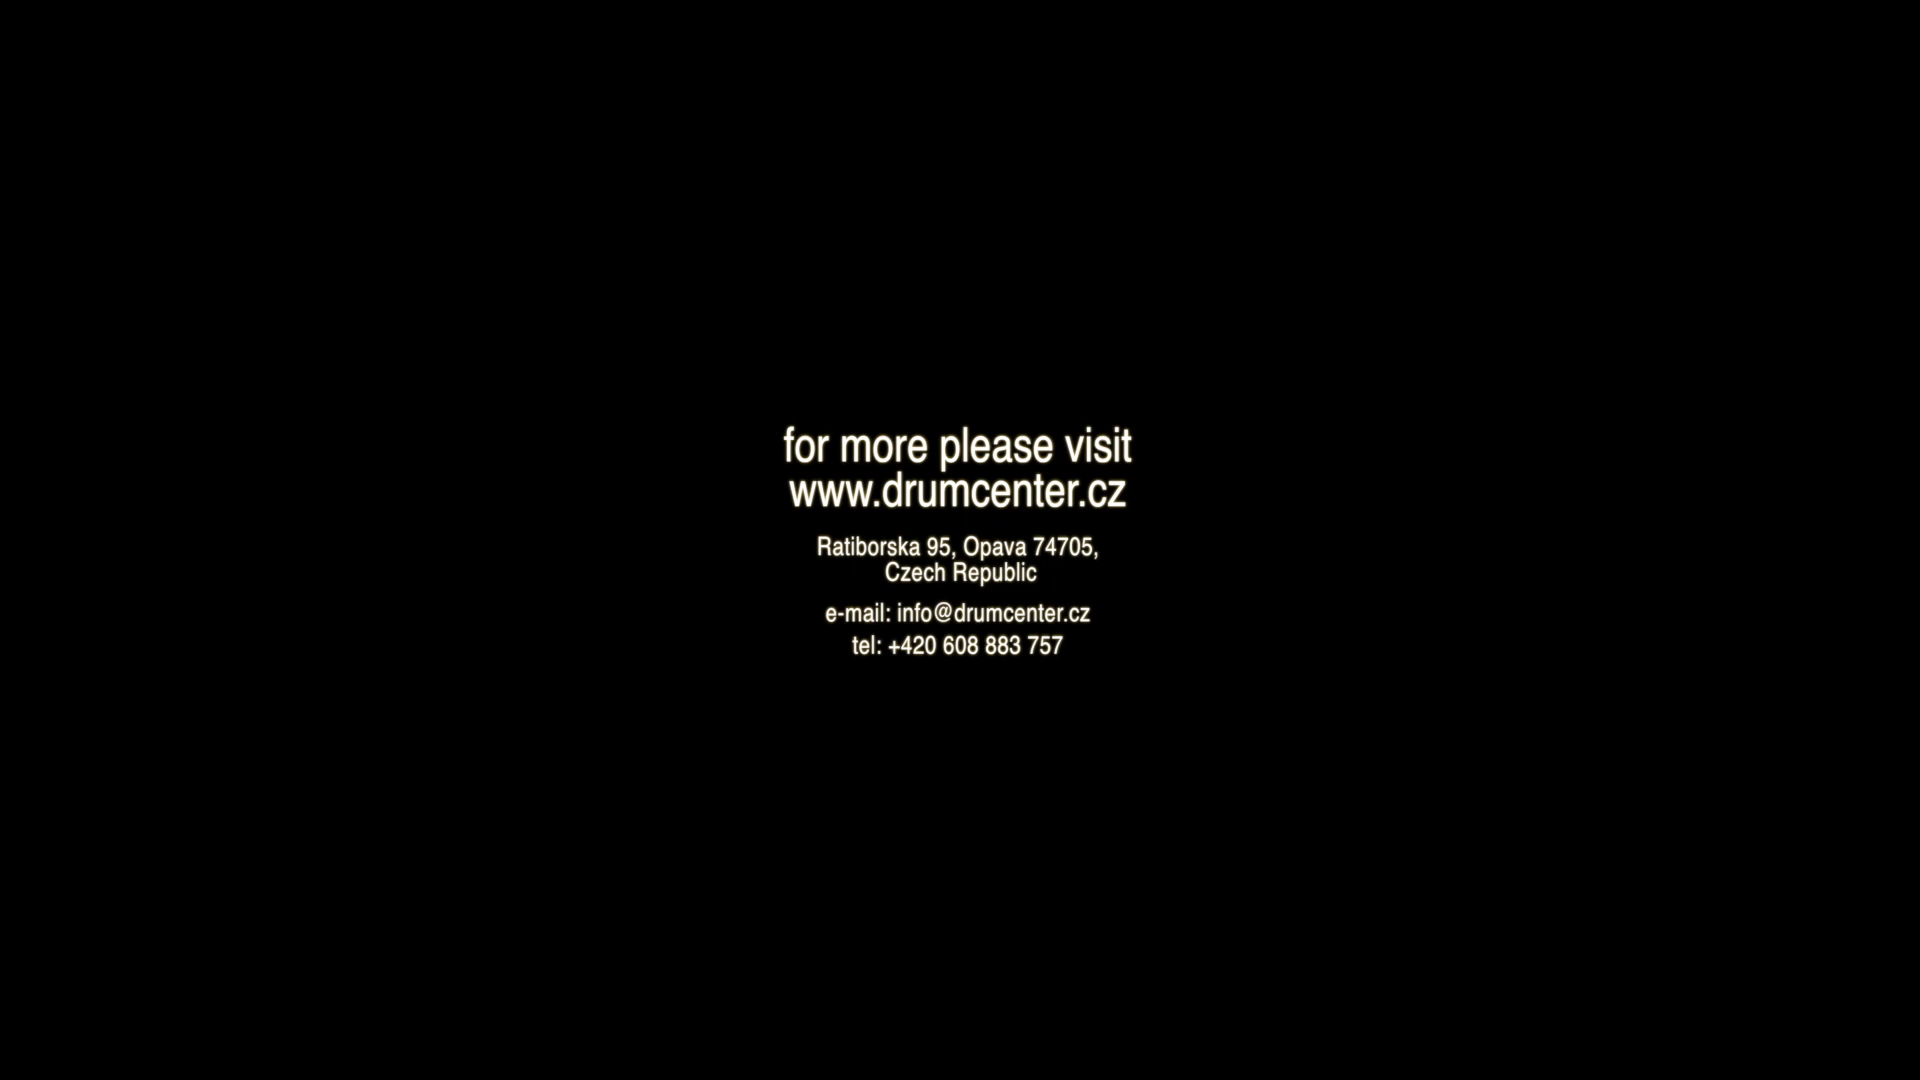 for more please visit
www.drumcenter.cz
Ratiborska 95, Opava 74705,
Czech Republic
e-mail: info@drumcenter.cz
tel: +420 608 883 757